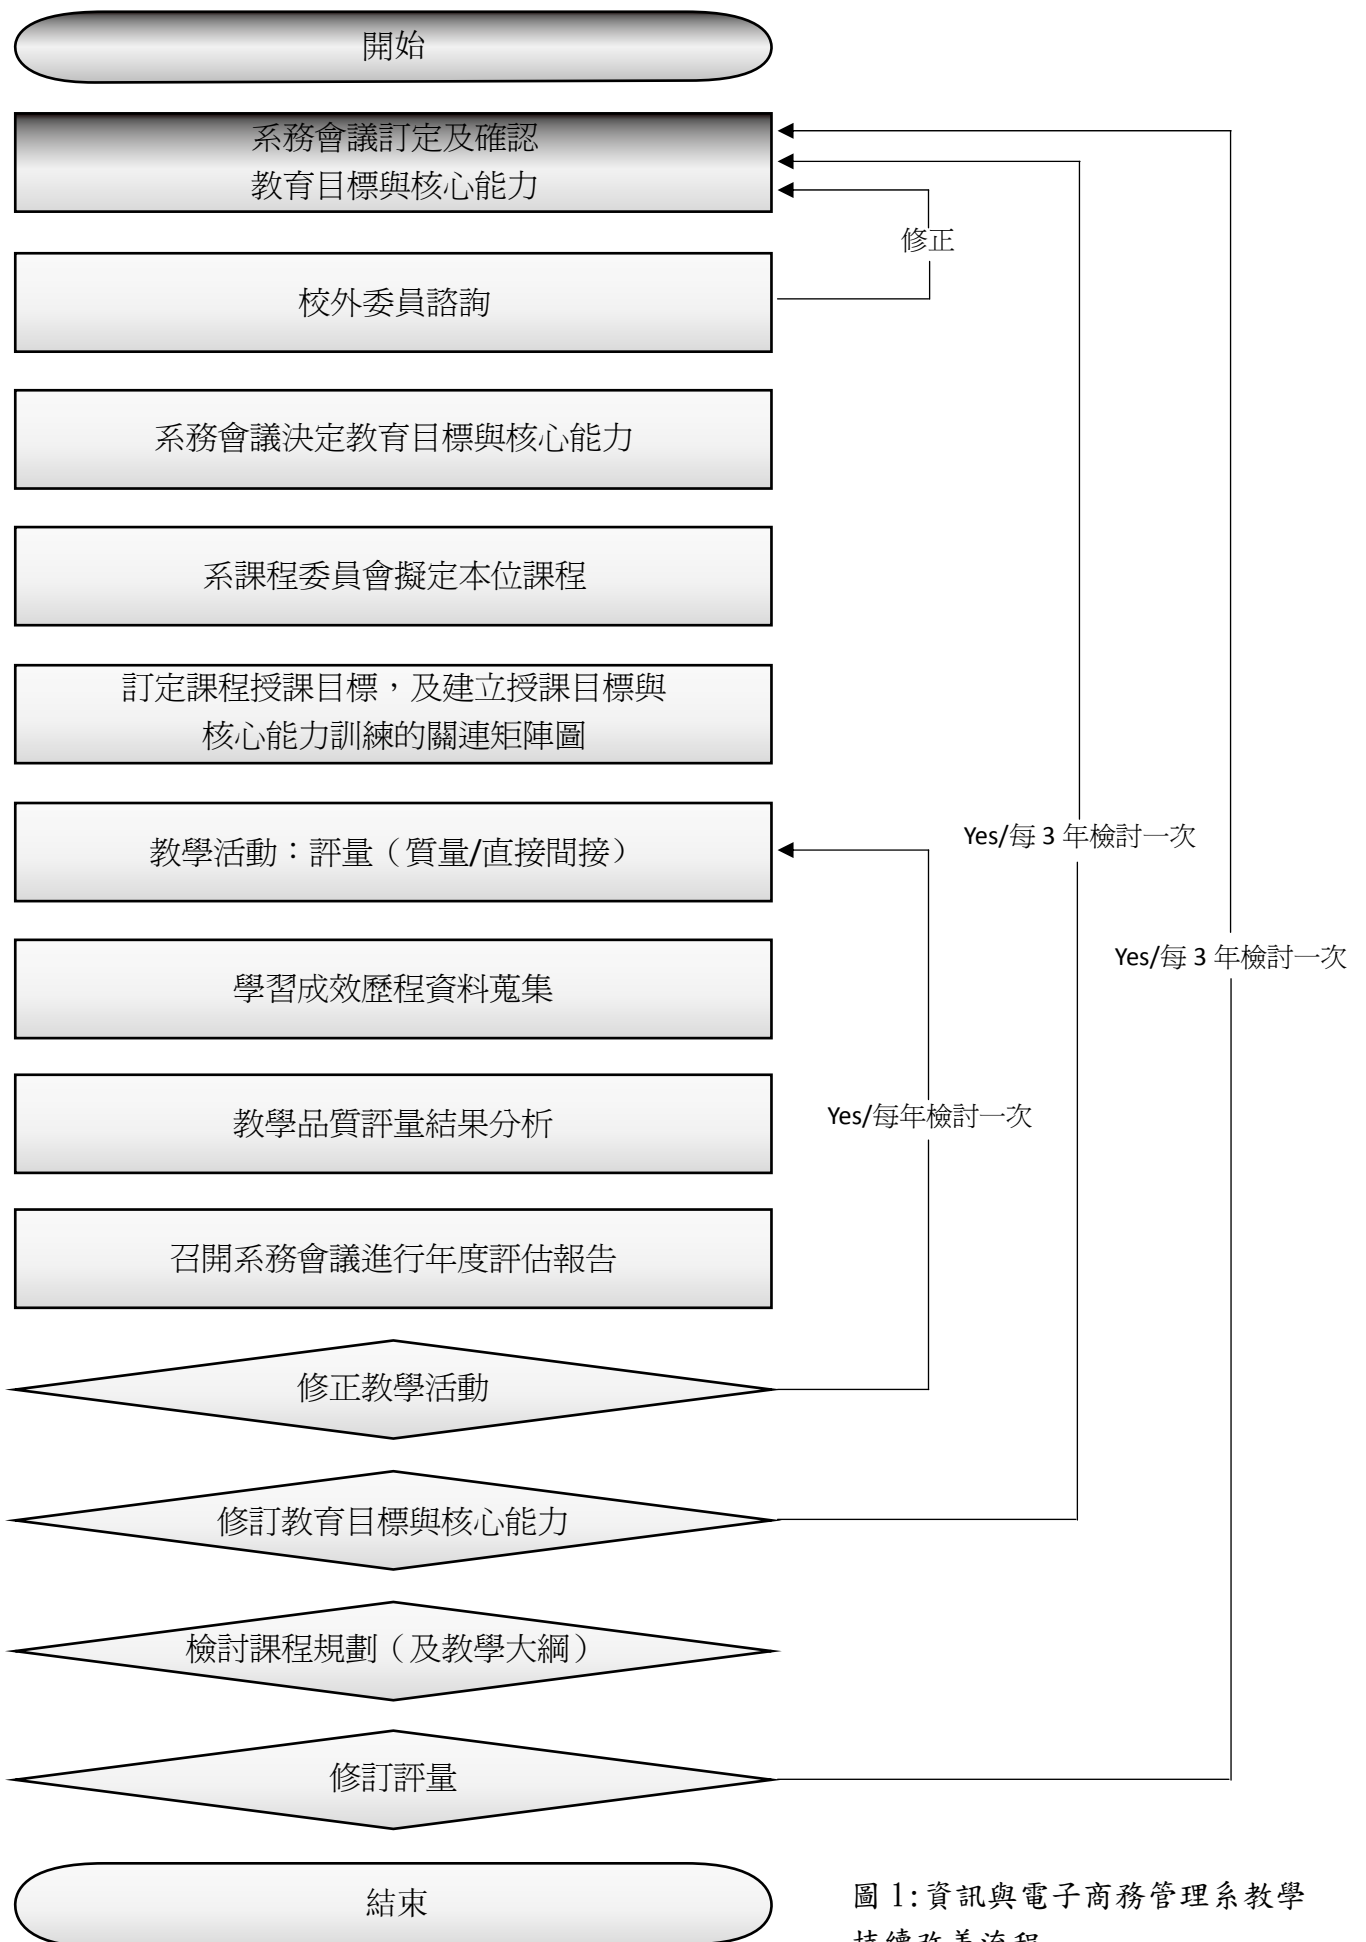 開始
系務會議訂定及確認
教育目標與核心能力
修正
校外委員諮詢
系務會議決定教育目標與核心能力
系課程委員會擬定本位課程
訂定課程授課目標，及建立授課目標與
核心能力訓練的關連矩陣圖
教學活動：評量（質量/直接間接）
Yes/每 3 年檢討一次
Yes/每 3 年檢討一次
學習成效歷程資料蒐集
教學品質評量結果分析
Yes/每年檢討一次
召開系務會議進行年度評估報告
修正教學活動
修訂教育目標與核心能力
檢討課程規劃（及教學大綱）
修訂評量
結束
圖 1:資訊與電子商務管理系教學
持續改善流程